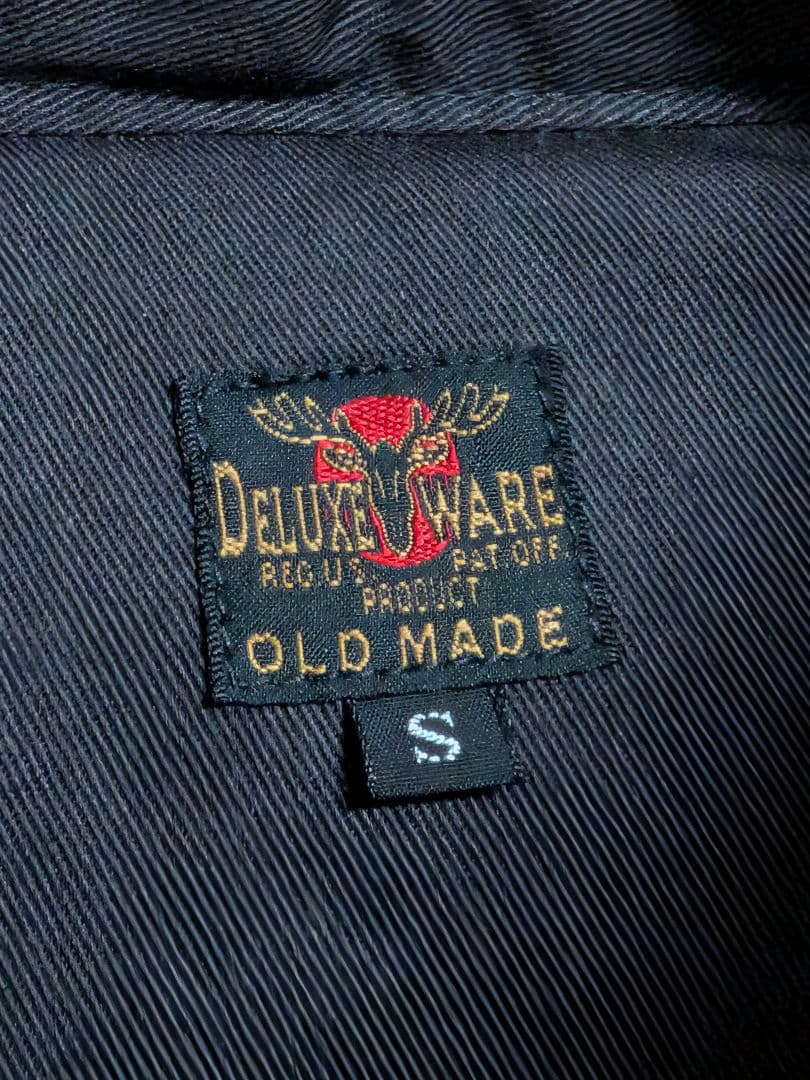 DELUXE WARE
REG. U S PAT. OFF.
PRODUCT
OLD MADE
S